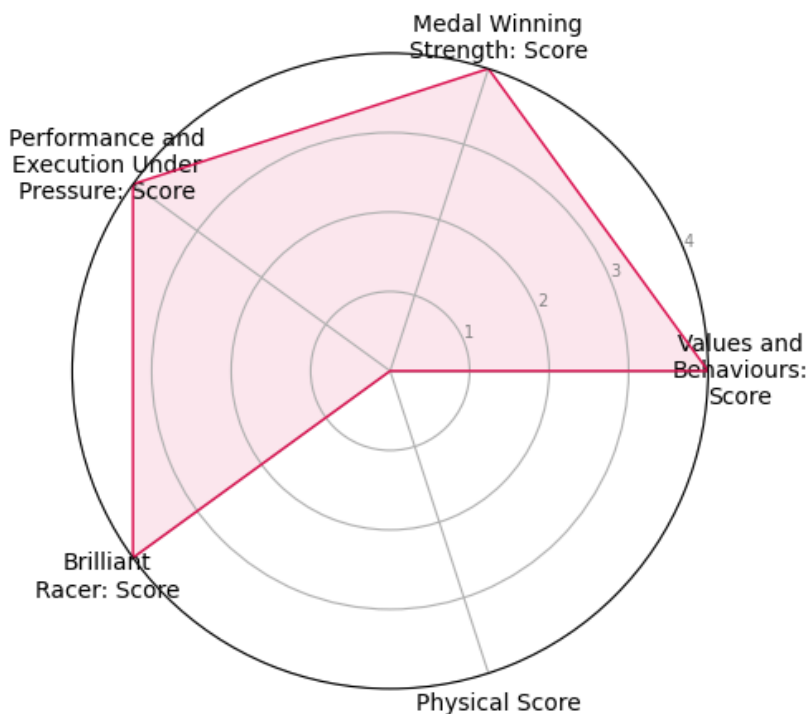 Medal Winning
Strength: Score
Performance and
Execution Under
Pressure: Score
4
3
2
1
Values and
Behaviours:
Score
Brilliant
Racer: Score
Physical Score